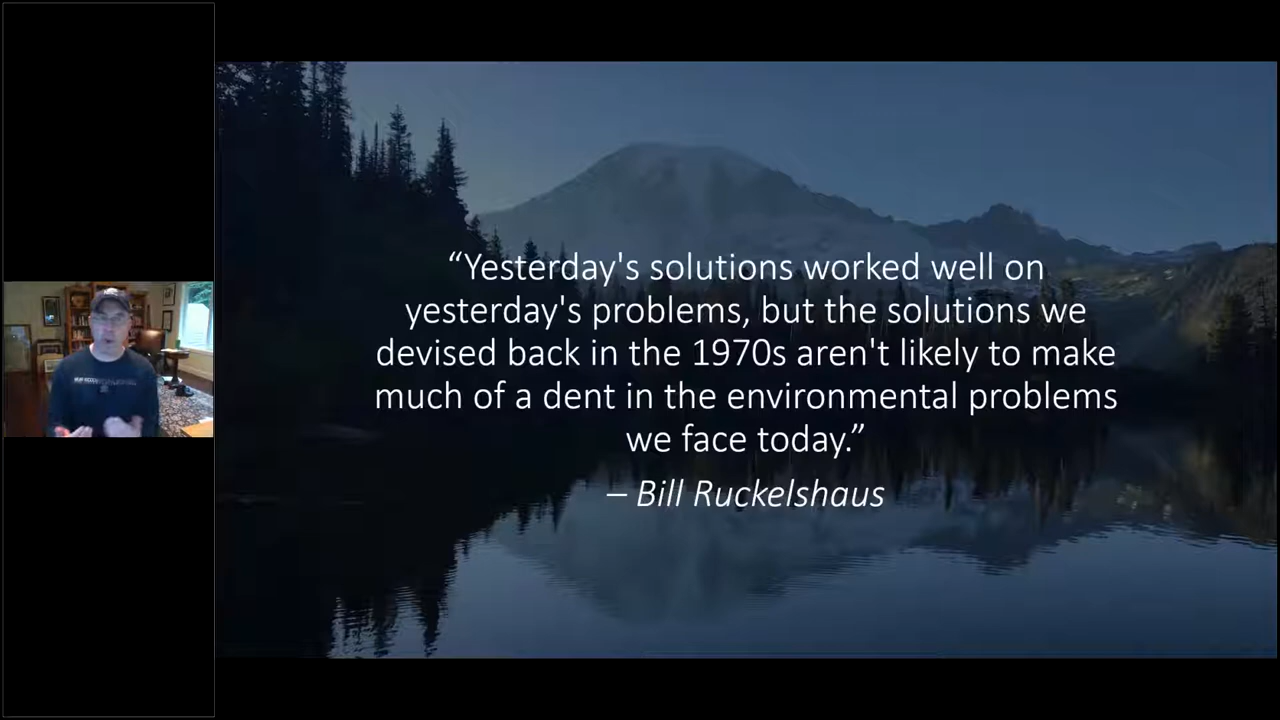 “Yesterday's solutions worked well on
yesterday's problems, but the solutions we
devised back in the 1970s aren't likely to make
much of a dent in the environmental problems
we face today.”
– Bill Ruckelshaus